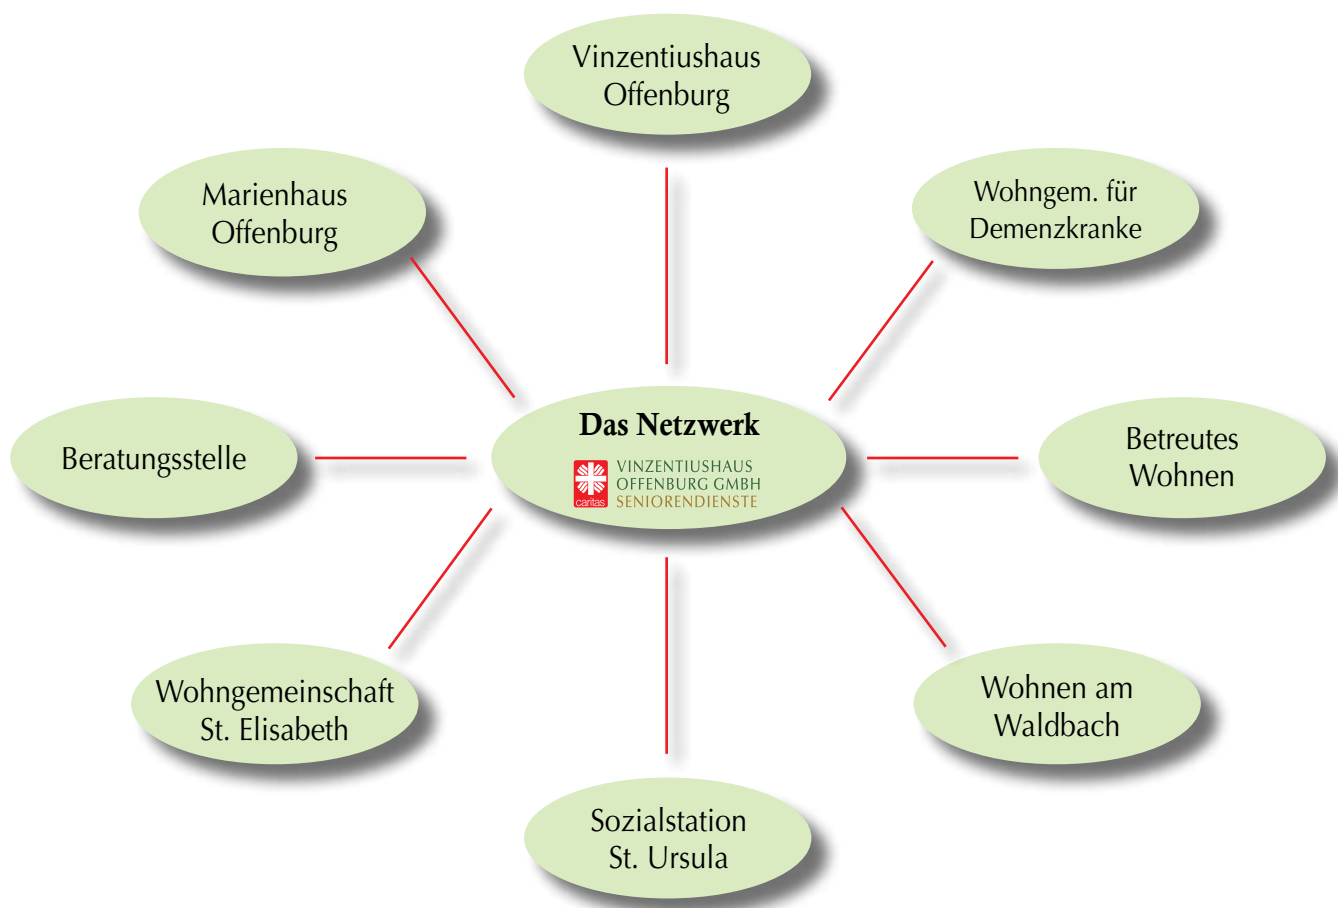 Vinzentiushaus
Offenburg
Marienhaus
Offenburg
Wohngem. für
Demenzkranke
Das Netzwerk
caritas
VINZENTIUSHAUS
OFFENBURG GMBH
SENIORENDIENSTE
Beratungsstelle
Betreutes
Wohnen
Wohngemeinschaft
St. Elisabeth
Wohnen am
Waldbach
Sozialstation
St. Ursula